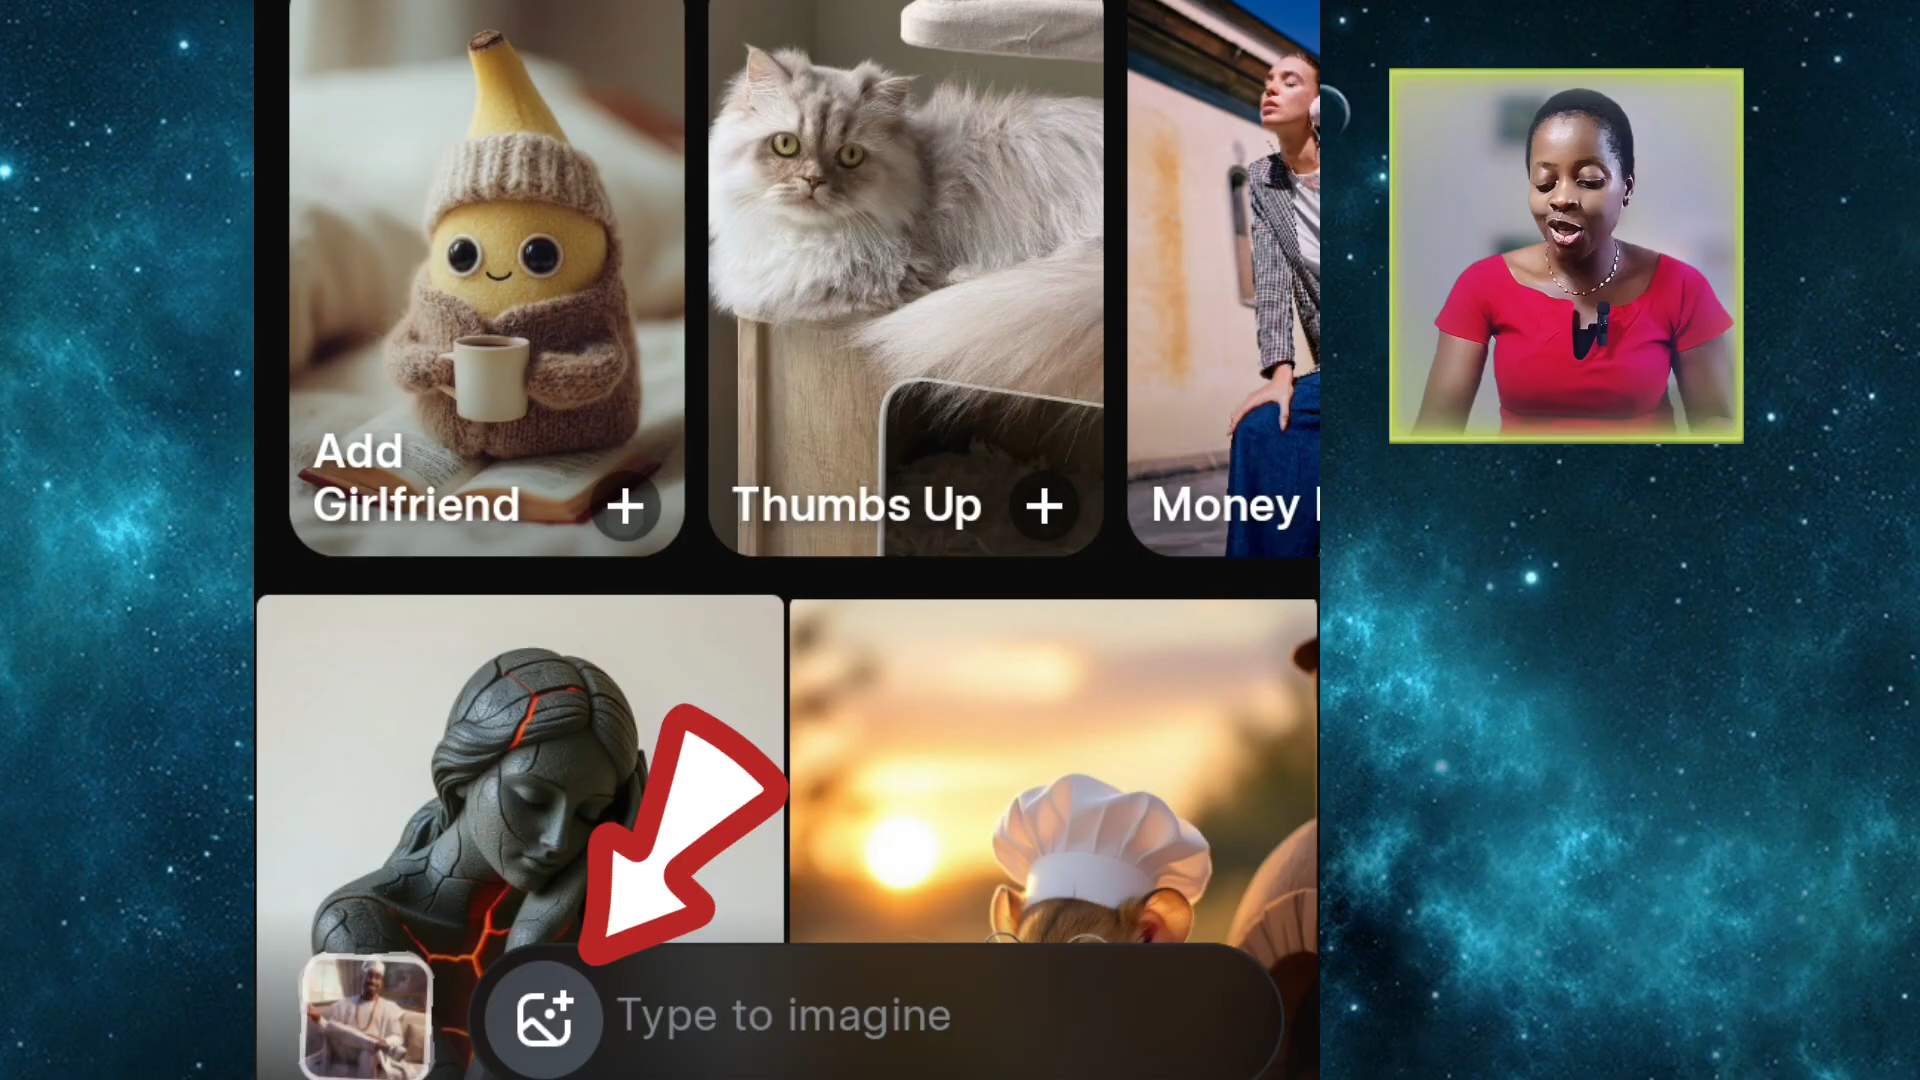 Add
Girlfriend
Thumbs Up
Money
Type to imagine